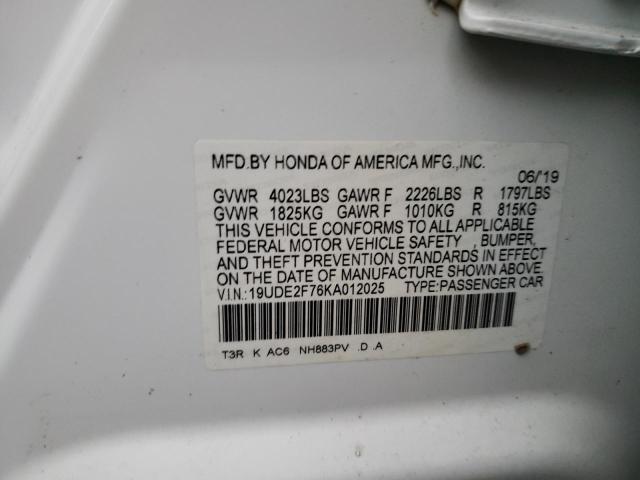 MFD.BY HONDA OF AMERICA MFG.,INC.
06/'19
GVWR 4023LBS GAWR F 2226LBS R 1797LBS
GVWR 1825KG GAWR F 1010KG R 815KG
THIS VEHICLE CONFORMS TO ALL APPLICABLE
FEDERAL MOTOR VEHICLE SAFETY , BUMPER,
AND THEFT PREVENTION STANDARDS IN EFFECT
ON THE DATE OF MANUFACTURE SHOWN ABOVE.
V.I.N.:19UDE2F76KA012025 TYPE:PASSENGER CAR
T3R K AC6 NH883PV .D .A